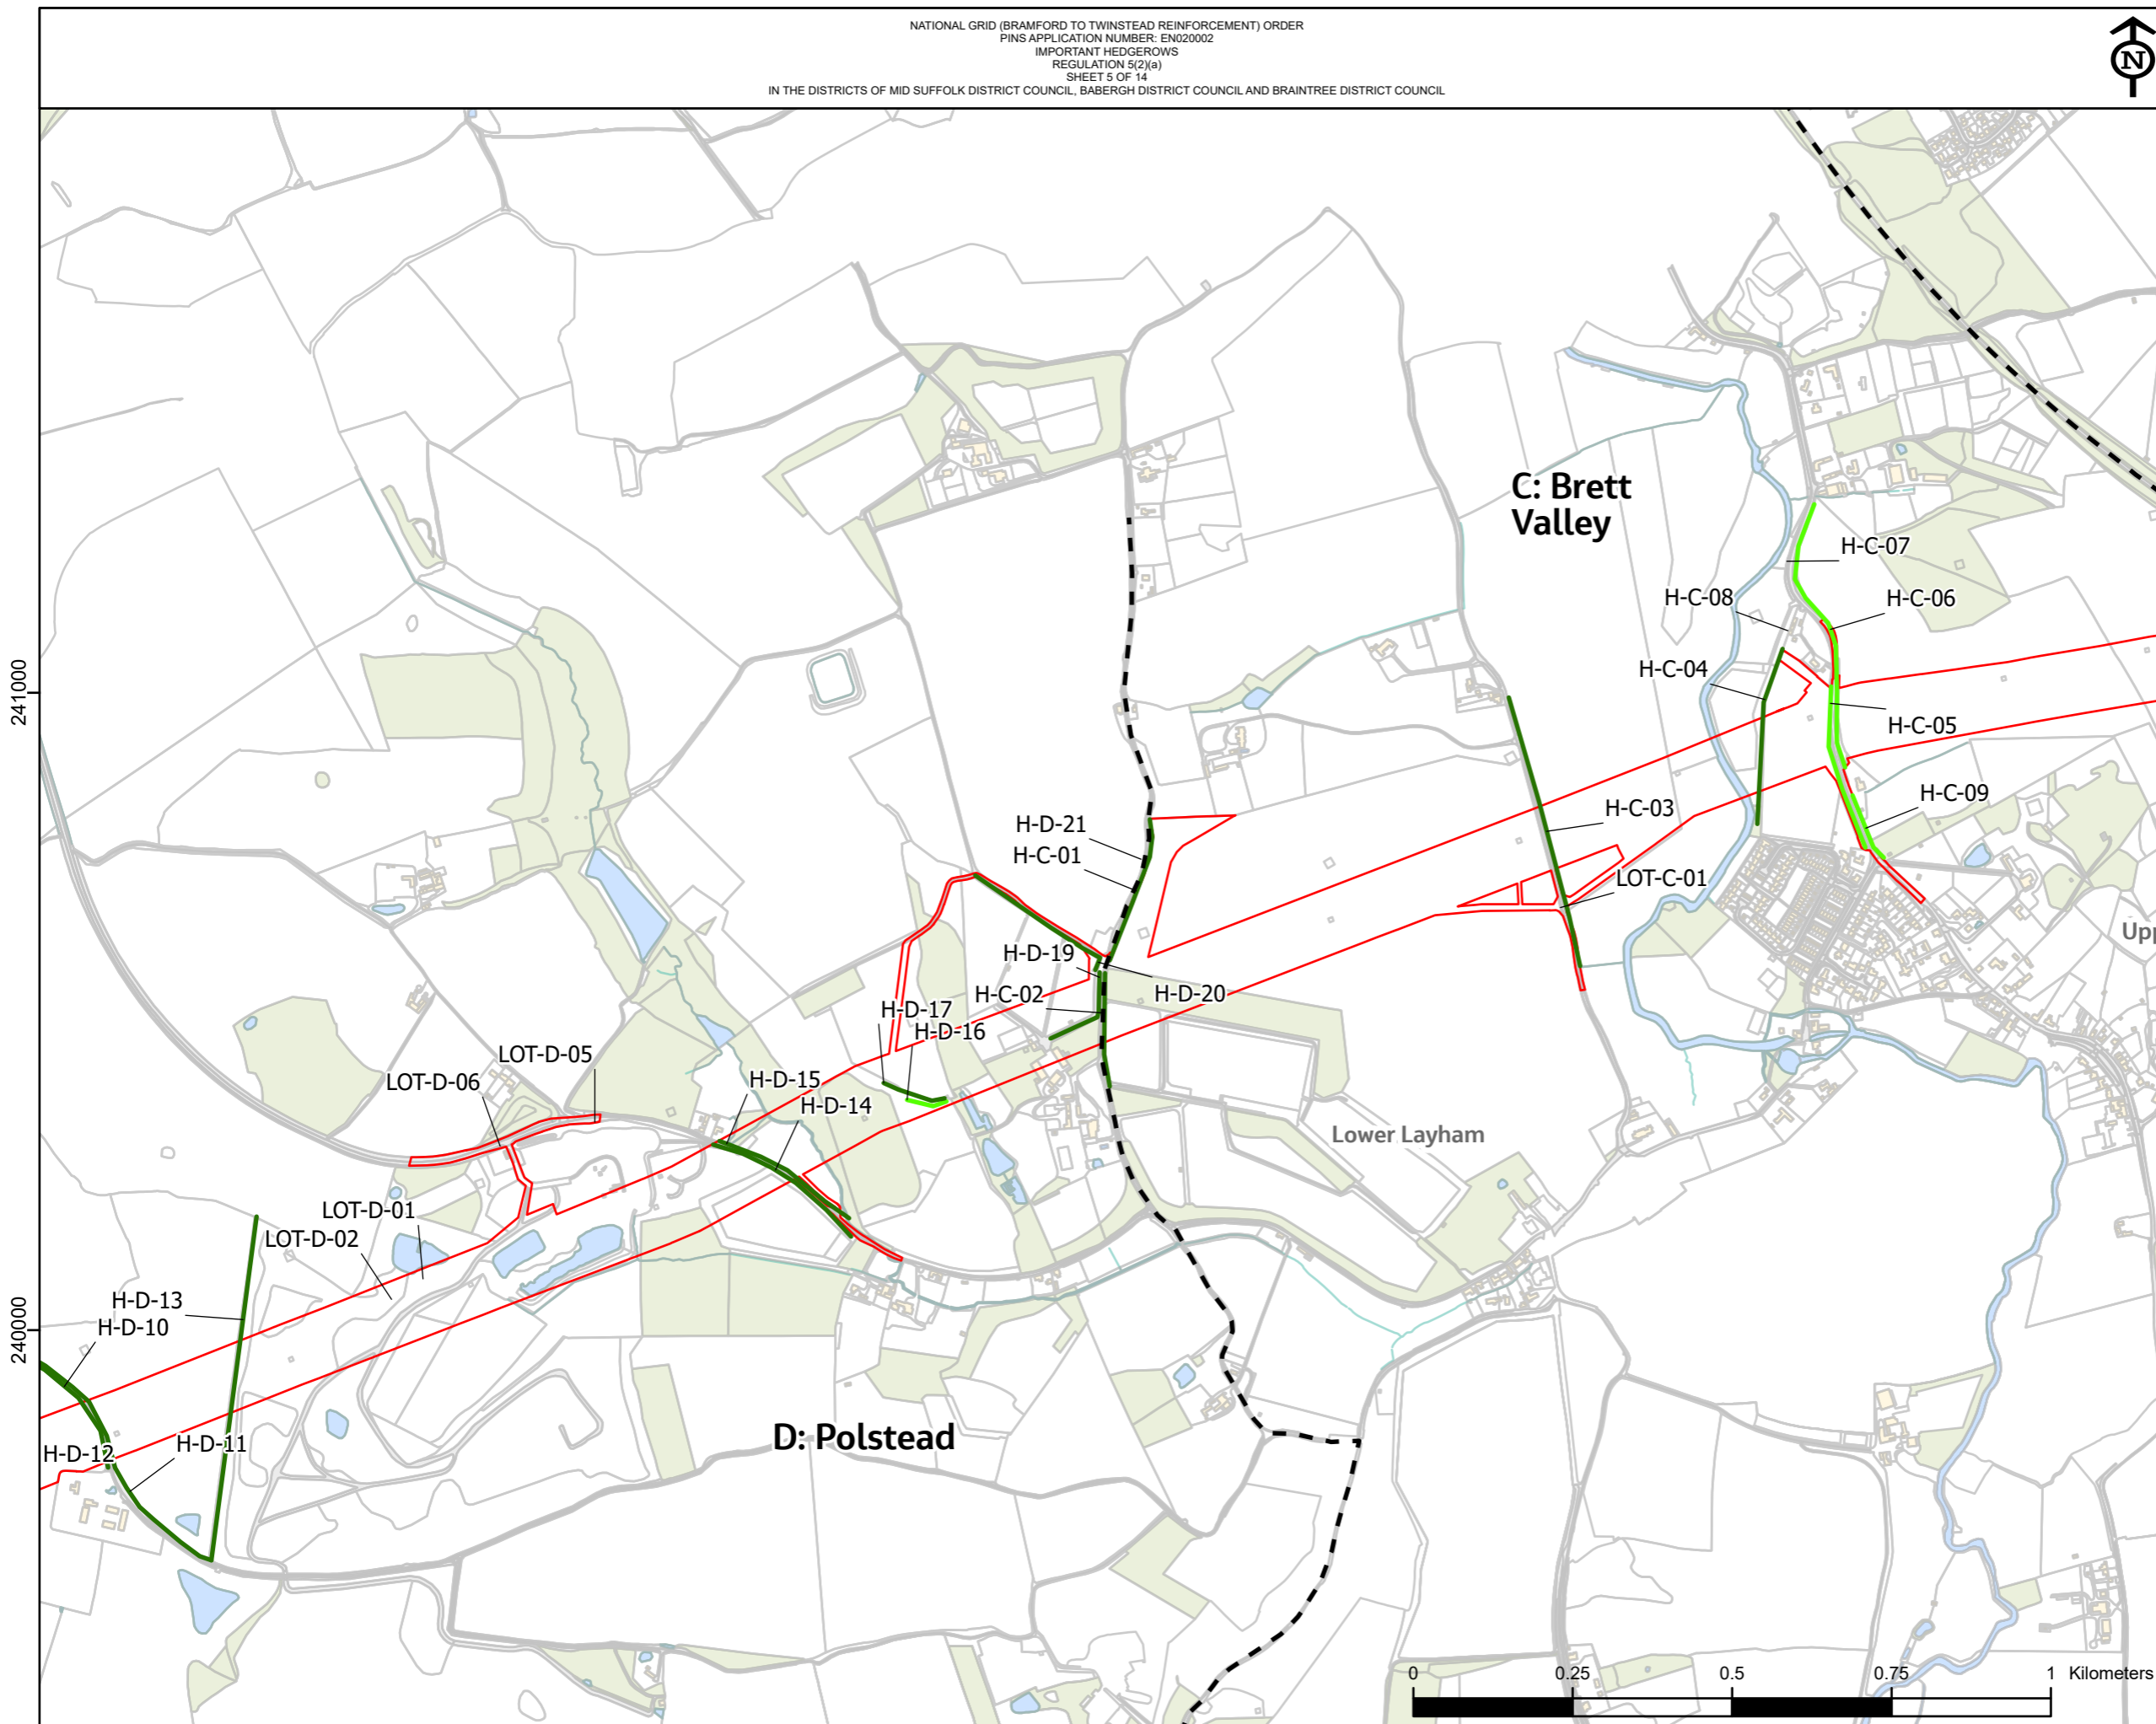 NATIONAL GRID (BRAMFORD TO TWINSTEAD REINFORCEMENT) ORDER
PINS APPLICATION NUMBER: EN020002
IMPORTANT HEDGEROWS
REGULATION 5(2)(a)
SHEET 5 OF 14
IN THE DISTRICTS OF MID SUFFOLK DISTRICT COUNCIL, BABERGH DISTRICT COUNCIL AND BRAINTREE DISTRICT COUNCIL
N
C: Brett
Valley
H-C-07
H-C-08
H-C-06
H-C-04
241000
H-C-05
H-C-09
H-C-03
H-D-21
H-C-01
LOT-C-01
Upp
H-D-19
H-C-02
H-D-20
H-D-17
H-D-16
LOT-D-05
LOT-D-06
H-D-15
H-D-14
Lower Layham
LOT-D-01
LOT-D-02
H-D-13
H-D-10
240000
D: Polstead
H-D-12
H-D-11
0 0.25 0.5 0.75 1 Kilometers